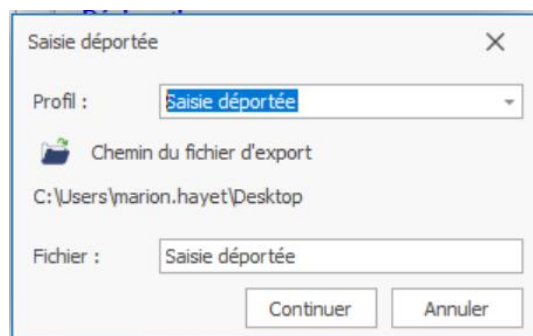 Saisie déportée
Profil : Saisie déportée
Chemin du fichier d'export
C:\Users\marion.hayet\Desktop
Fichier : Saisie déportée
Continuer Annuler